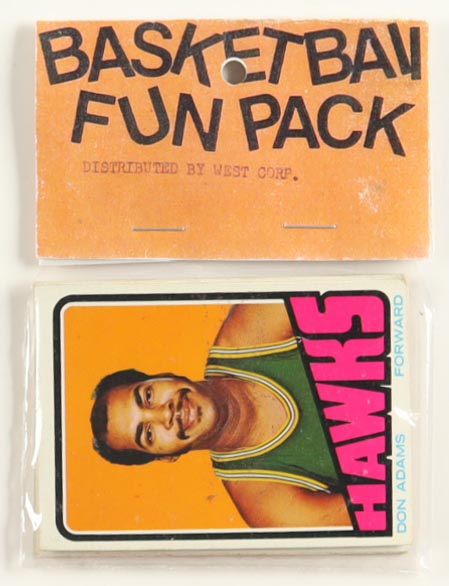 BASKETBALL
FUN PACK
DISTRIBUTED BY WEST CORP.
HAWKS
DON ADAMS FORWARD